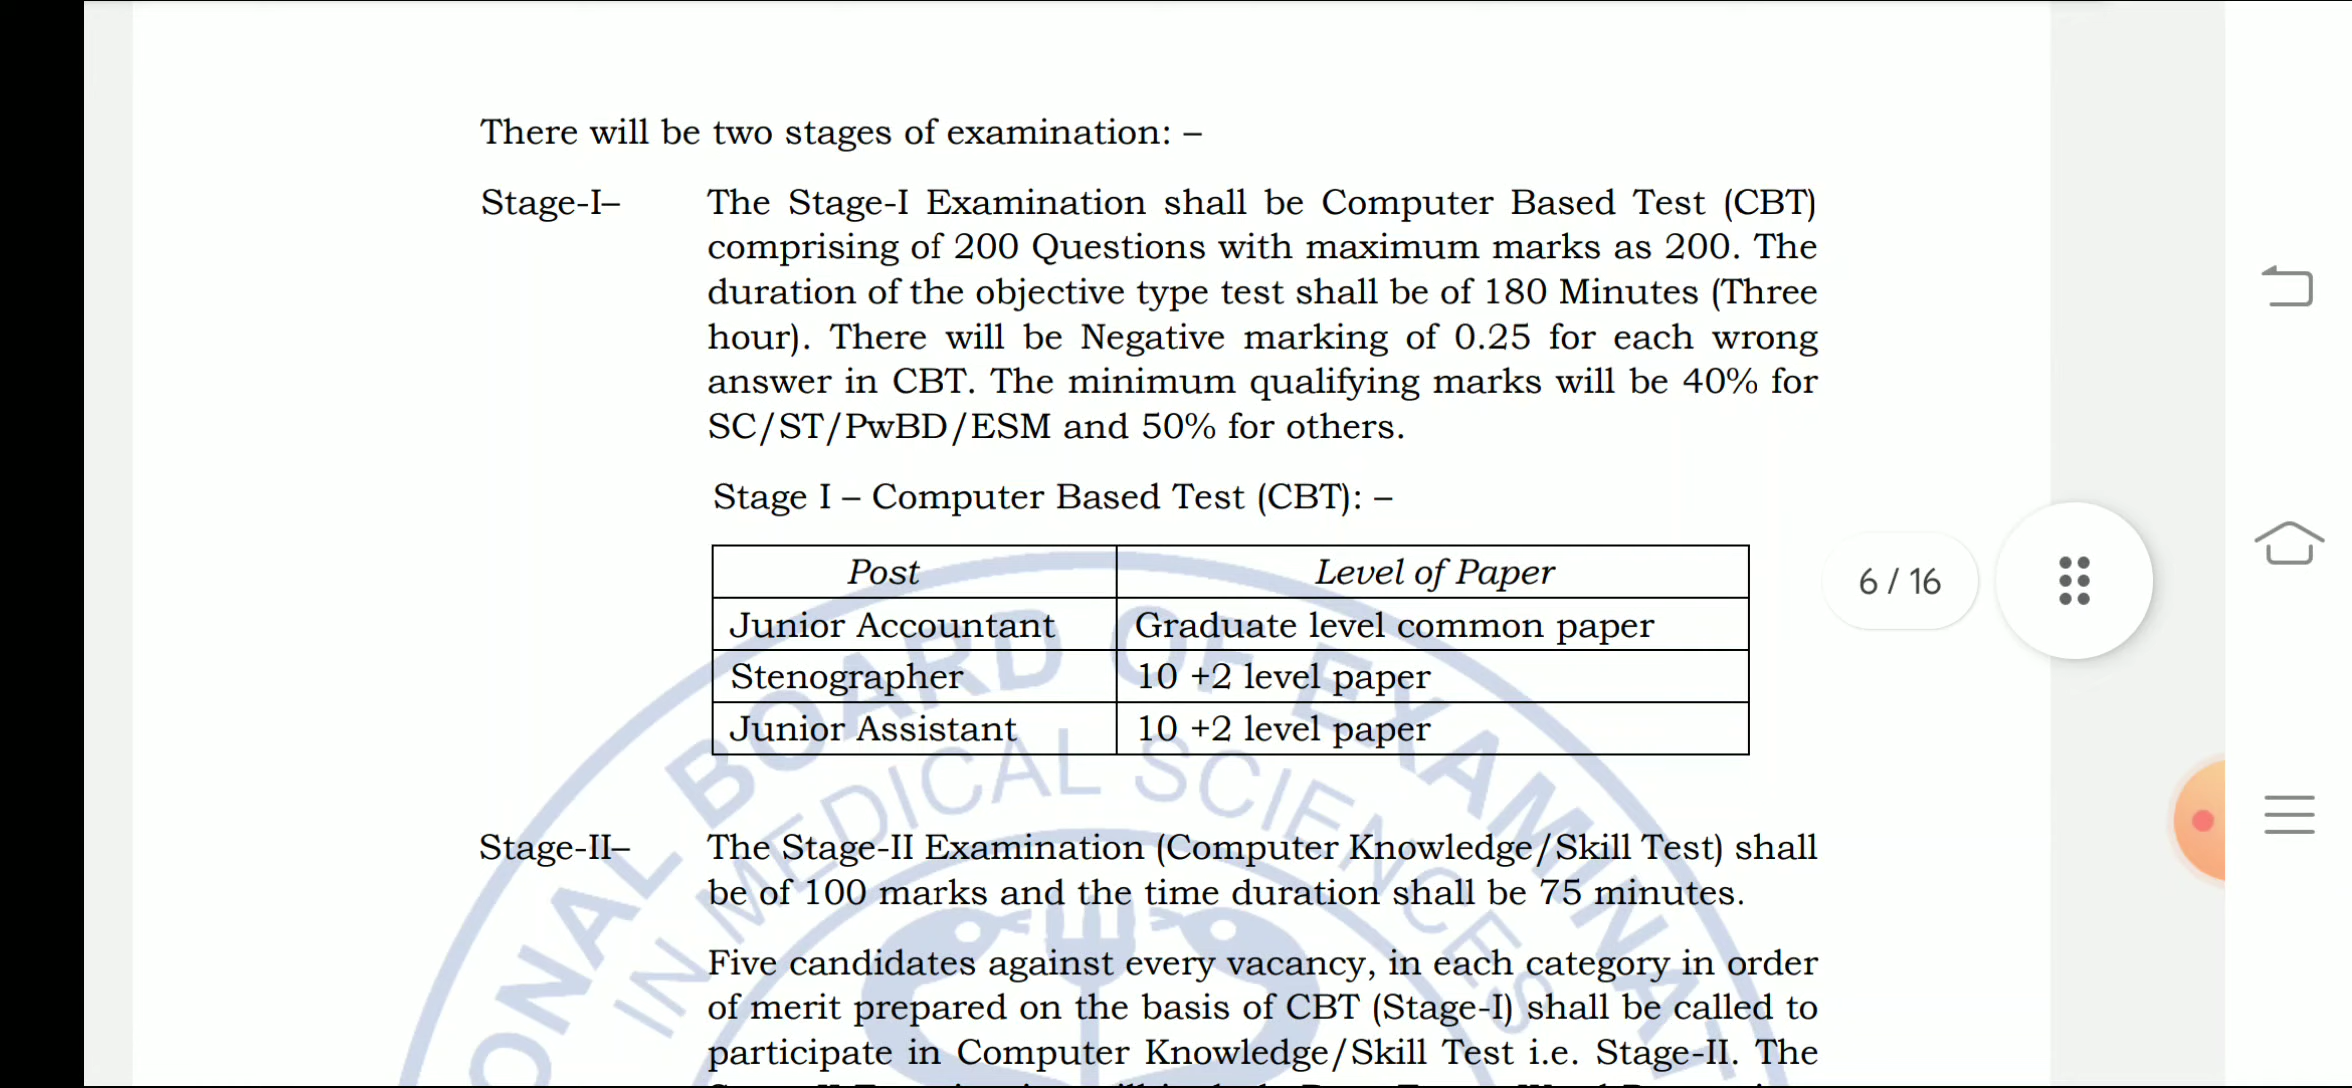 There will be two stages of examination: –
Stage-I– The Stage-I Examination shall be Computer Based Test (CBT)
comprising of 200 Questions with maximum marks as 200. The
duration of the objective type test shall be of 180 Minutes (Three
hour). There will be Negative marking of 0.25 for each wrong
answer in CBT. The minimum qualifying marks will be 40% for
SC/ST/PwBD/ESM and 50% for others.
Stage I – Computer Based Test (CBT): –
Post Level of Paper
Junior Accountant Graduate level common paper
Stenographer 10 +2 level paper
Junior Assistant 10 +2 level paper
6 / 16
ONAL BOARD OF EXAMINAT
IN MEDICAL SCIENCES
Stage-II– The Stage-II Examination (Computer Knowledge/Skill Test) shall
be of 100 marks and the time duration shall be 75 minutes.
Five candidates against every vacancy, in each category in order
of merit prepared on the basis of CBT (Stage-I) shall be called to
participate in Computer Knowledge/Skill Test i.e. Stage-II. The